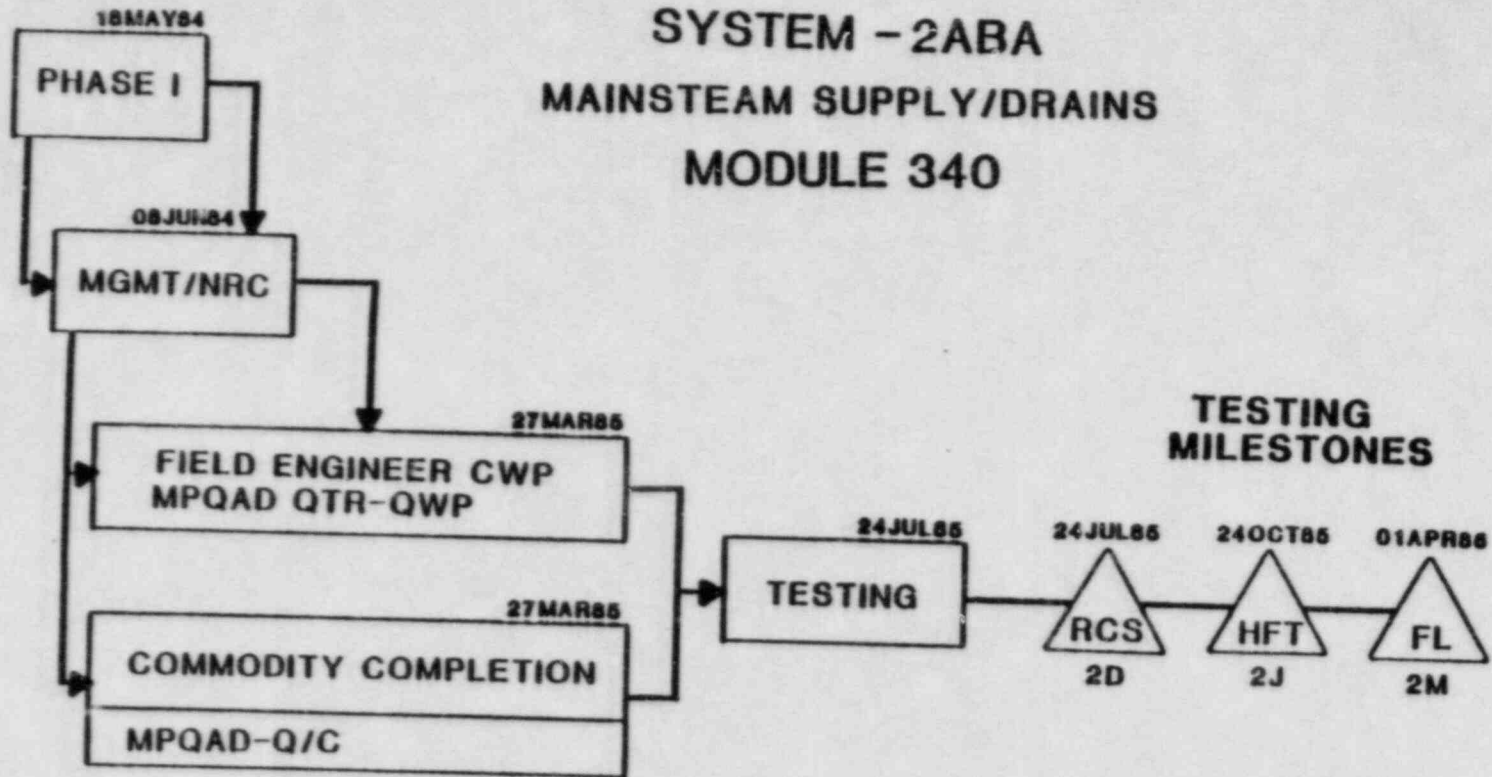 SYSTEM - 2ABA
MAINSTEAM SUPPLY/DRAINS
MODULE 340
18MAY84
PHASE I
08JUN84
MGMT/NRC
27MAR85
FIELD ENGINEER CWP
MPQAD QTR-QWP
27MAR85
COMMODITY COMPLETION
MPQAD-Q/C
24JUL85
TESTING
TESTING
MILESTONES
24JUL85
RCS
2D
24OCT85
HFT
2J
01APR86
FL
2M